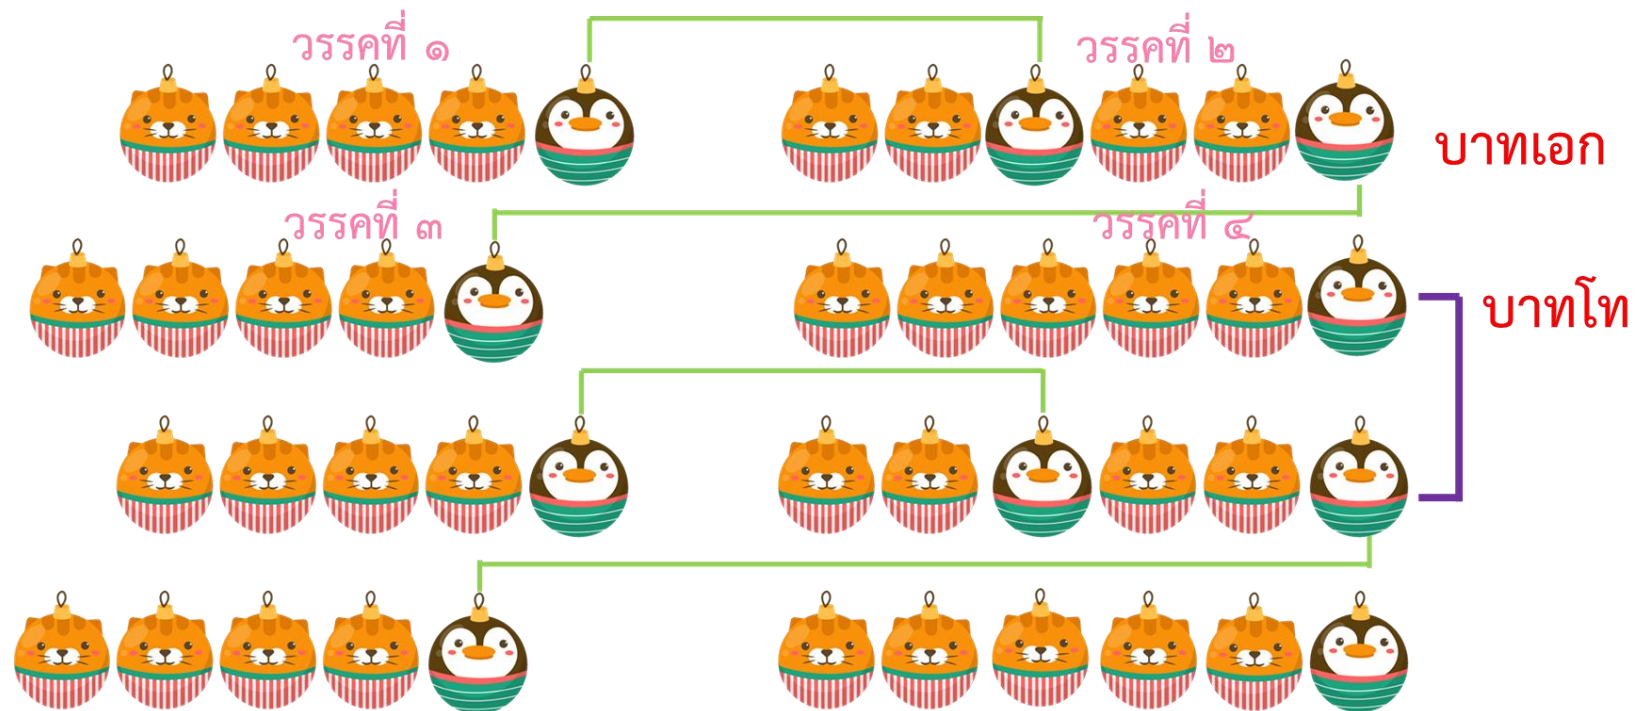 วรรคที่ ๑
วรรคที่ ๒
บาทเอก
วรรคที่ ๓
วรรคที่ ๔
บาทโท